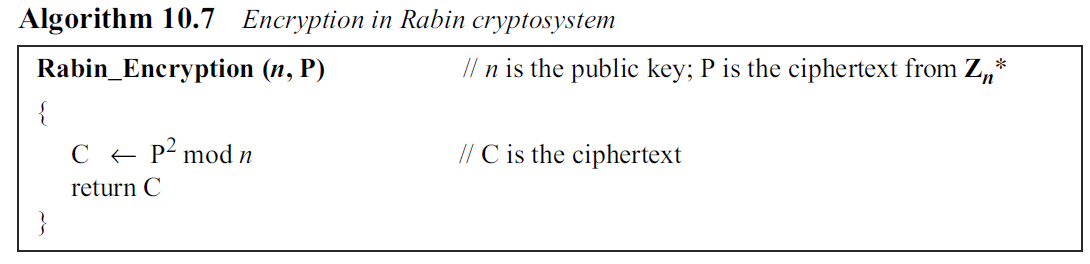 Algorithm 10.7 Encryption in Rabin cryptosystem
Rabin_Encryption (n, P) // n is the public key; P is the ciphertext from Zn*
{
C ← P² mod n // C is the ciphertext
return C
}